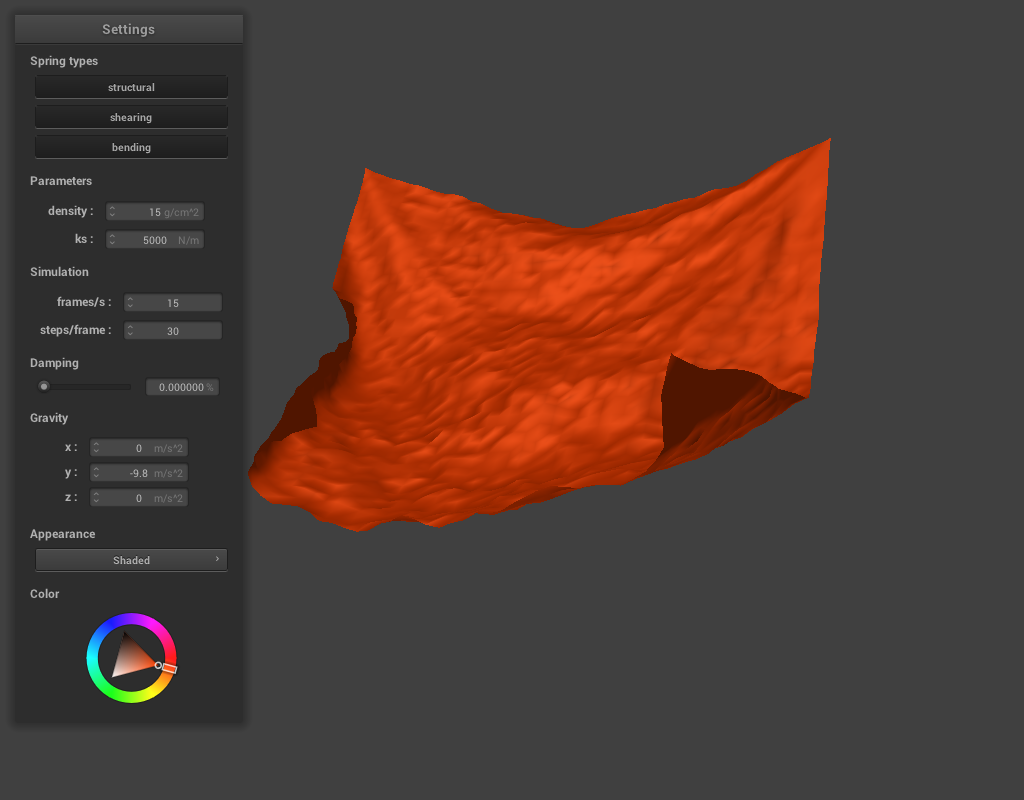 Settings
Spring types
structural
shearing
bending
Parameters
density : 15 g/cm^2
ks : 5000 N/m
Simulation
frames/s : 15
steps/frame : 30
Damping
0.000000 %
Gravity
x : 0 m/s^2
y : -9.8 m/s^2
z : 0 m/s^2
Appearance
Shaded
Color